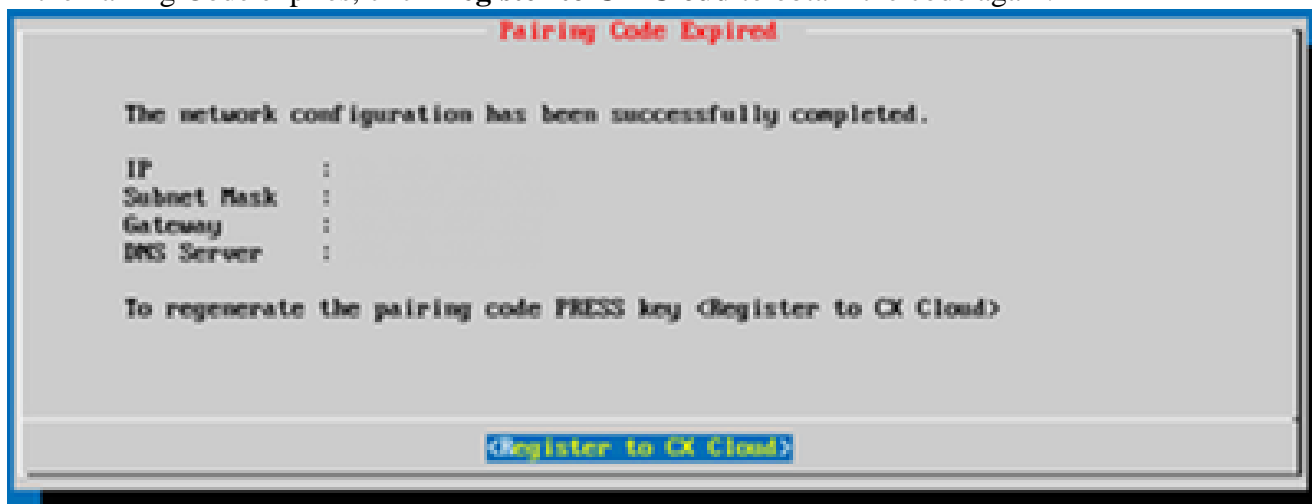 Pairing Code Expired
The network configuration has been successfully completed.
IP :
Subnet Mask :
Gateway :
DNS Server :
To regenerate the pairing code PRESS key <Register to CX Cloud>
<Register to CX Cloud>